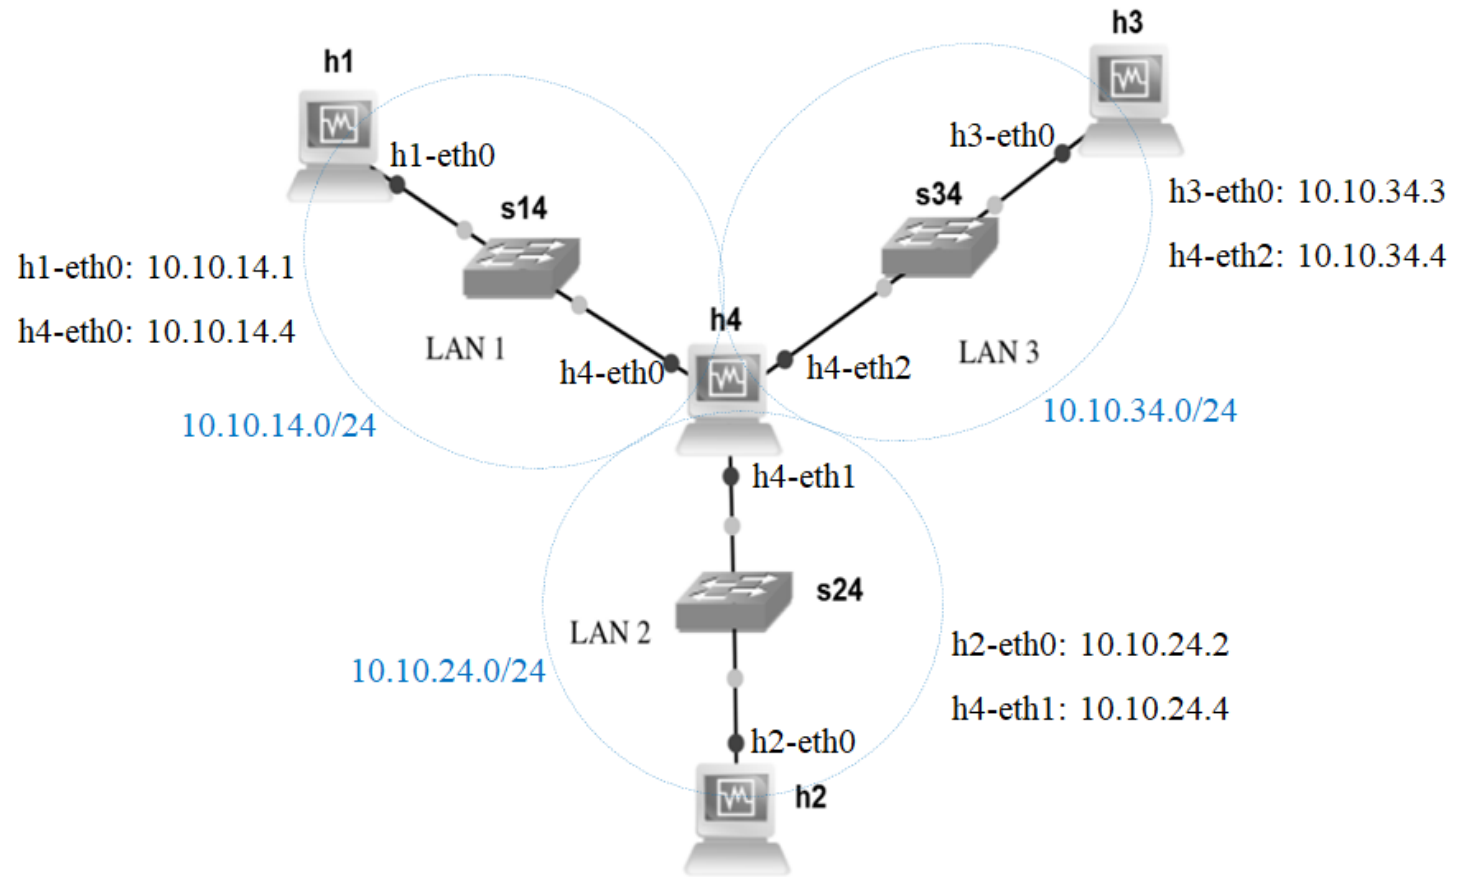 h3
h1
h3-eth0
h1-eth0
s34
h3-eth0: 10.10.34.3
s14
h4-eth2: 10.10.34.4
h1-eth0: 10.10.14.1
h4-eth0: 10.10.14.4
h4
LAN 1
LAN 3
h4-eth0
h4-eth2
10.10.14.0/24
10.10.34.0/24
h4-eth1
s24
LAN 2
h2-eth0: 10.10.24.2
10.10.24.0/24
h4-eth1: 10.10.24.4
h2-eth0
h2